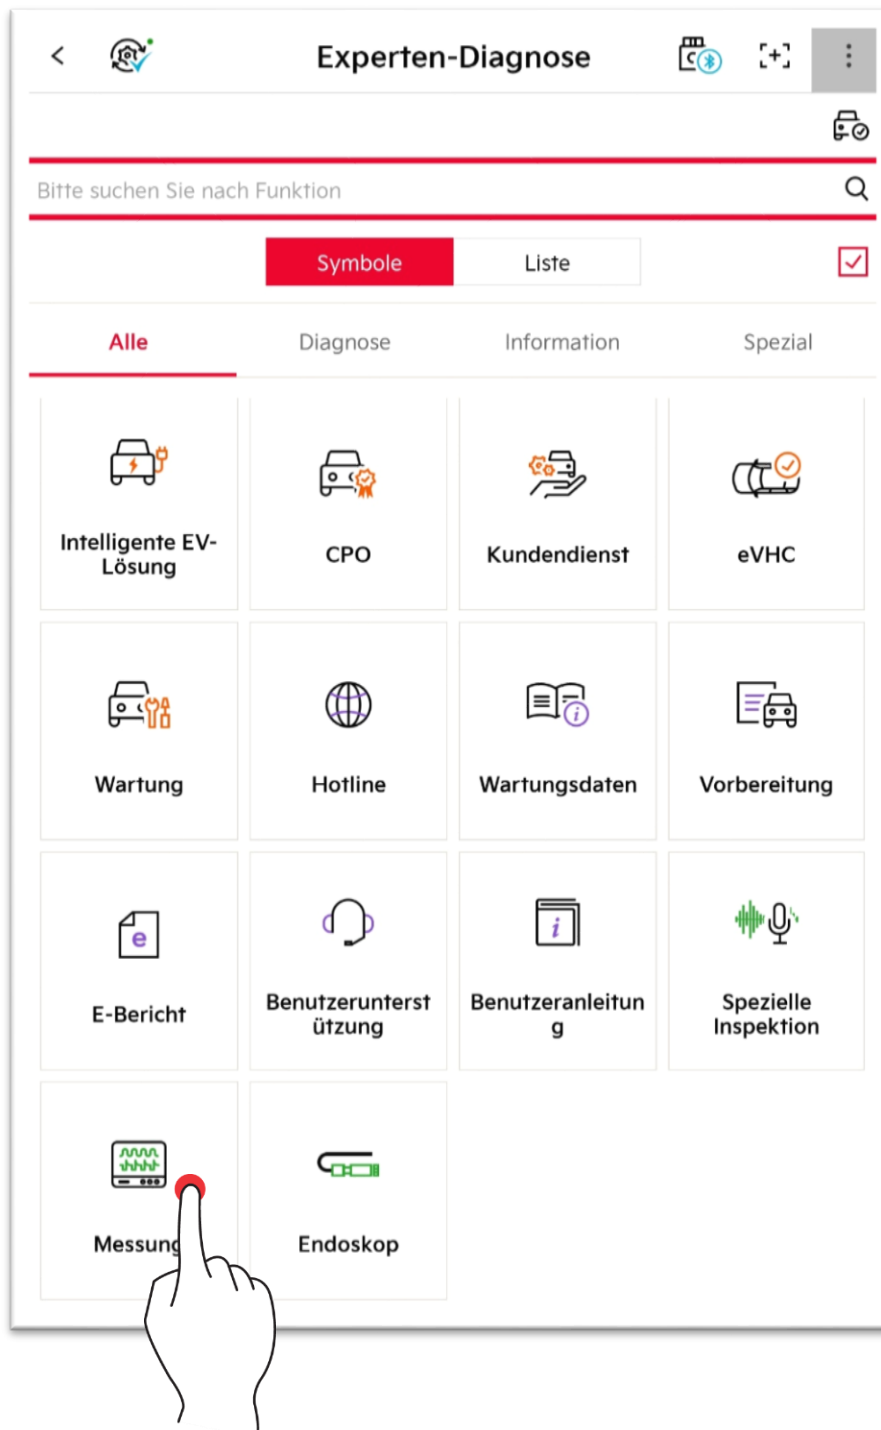 Experten-Diagnose
Bitte suchen Sie nach Funktion
Symbole
Liste
Alle
Diagnose
Information
Spezial
Intelligente EV-
Lösung
CPO
Kundendienst
eVHC
Wartung
Hotline
Wartungsdaten
Vorbereitung
E-Bericht
Benutzerunterst
ützung
Benutzeranleitun
g
Spezielle
Inspektion
Messung
Endoskop